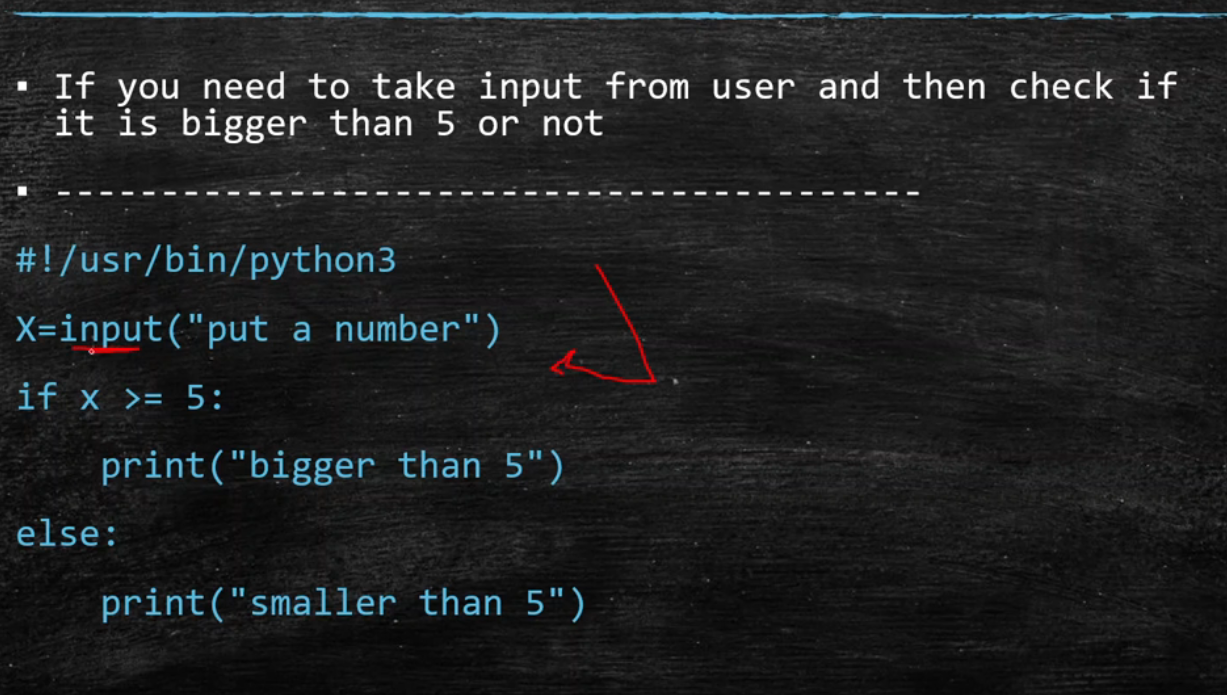 ▪ If you need to take input from user and then check if
it is bigger than 5 or not
▪ -----------------------------------------
#!/usr/bin/python3
X=input("put a number")
if x >= 5:
    print("bigger than 5")
else:
    print("smaller than 5")